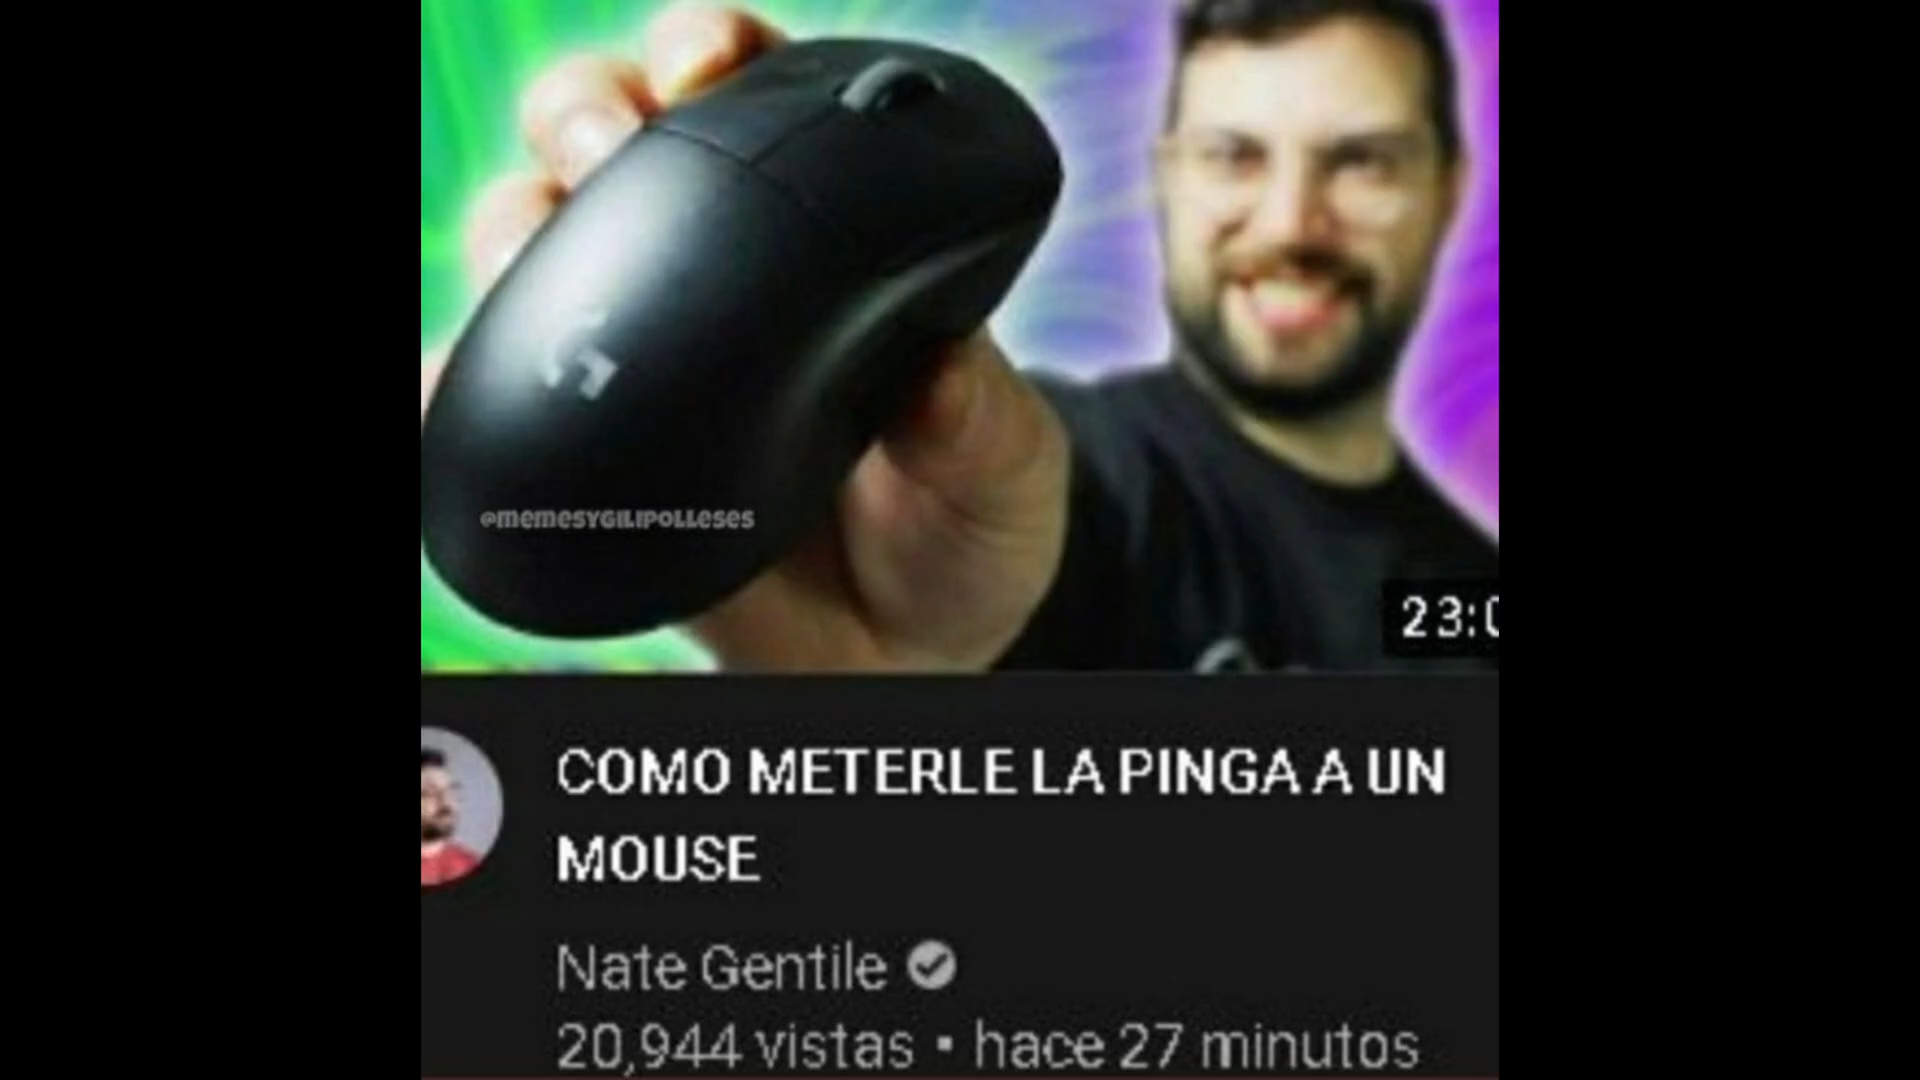 @memesygilipolleses
23:0
COMO METERLE LA PINGA A UN
MOUSE
Nate Gentile
20,944 vistas • hace 27 minutos